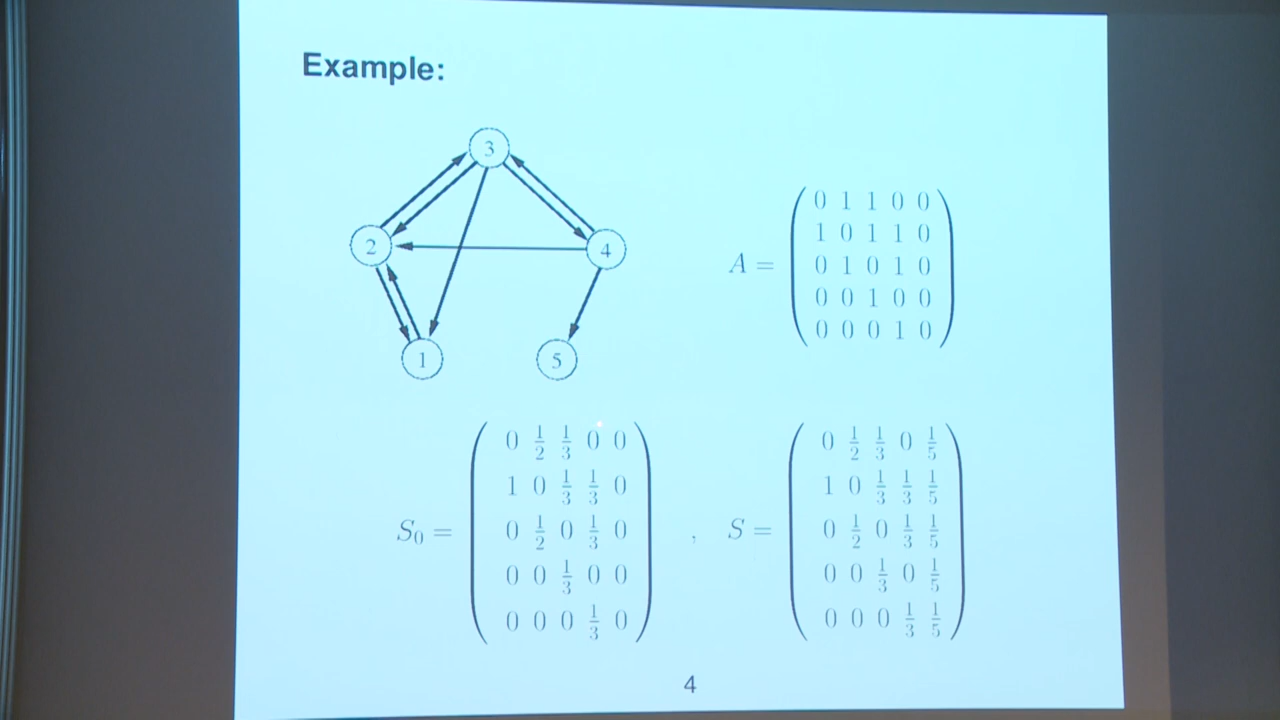 Example:
3
2
4
1
5
A =
0 1 1 0 0
1 0 1 1 0
0 1 0 1 0
0 0 1 0 0
0 0 0 1 0
S₀ =
0 1/2 1/3 0 0
1 0 1/3 1/3 0
0 1/2 0 1/3 0
0 0 1/3 0 0
0 0 0 1/3 0
, S =
0 1/2 1/3 0 1/5
1 0 1/3 1/3 1/5
0 1/2 0 1/3 1/5
0 0 1/3 0 1/5
0 0 0 1/3 1/5
4